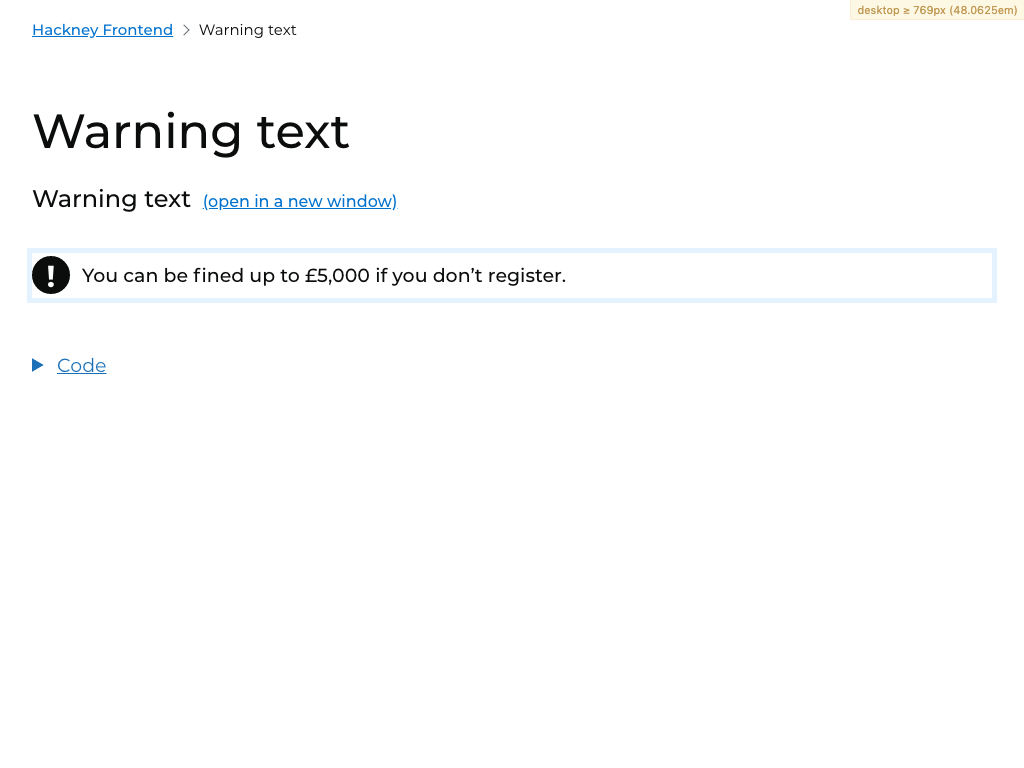 desktop ≥ 769px (48.0625em)
Hackney Frontend > Warning text
Warning text
Warning text (open in a new window)
! You can be fined up to £5,000 if you don’t register.
Code